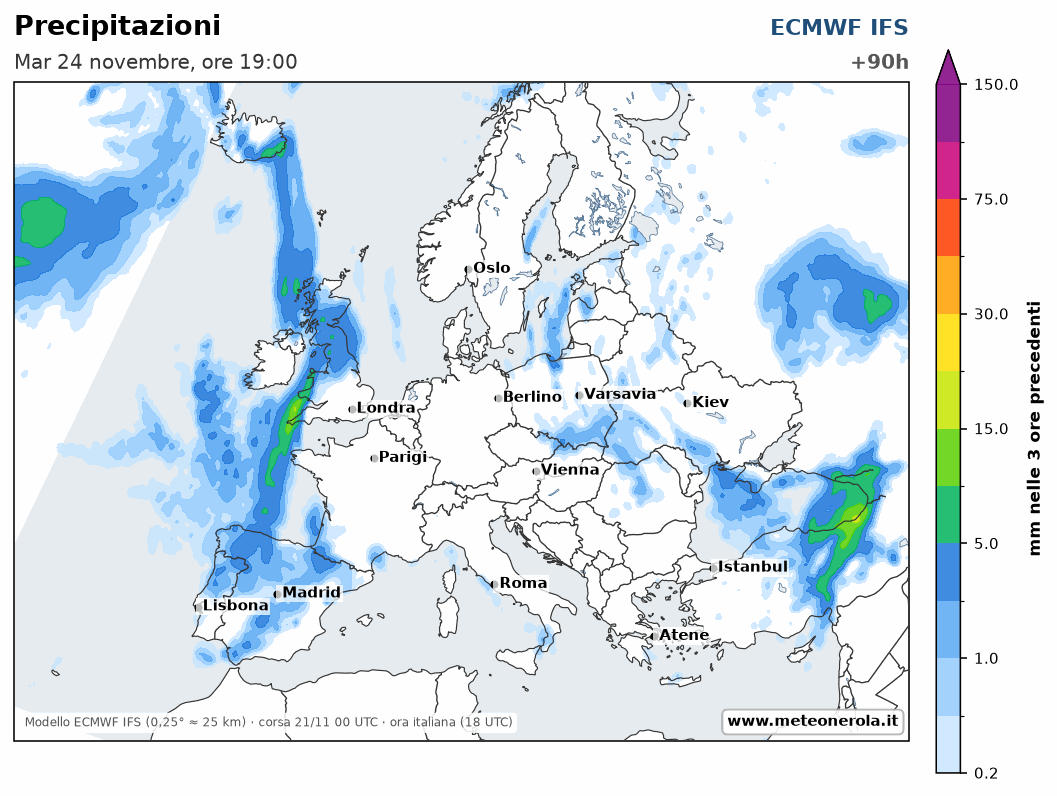 Precipitazioni
ECMWF IFS
Mar 24 novembre, ore 19:00
+90h
150.0
75.0
30.0
15.0
5.0
1.0
0.2
mm nelle 3 ore precedenti
Oslo
Berlino
Varsavia
Kiev
Londra
Parigi
Vienna
Istanbul
Roma
Madrid
Lisbona
Atene
Modello ECMWF IFS (0,25° ≈ 25 km) · corsa 21/11 00 UTC · ora italiana (18 UTC)
www.meteonerola.it